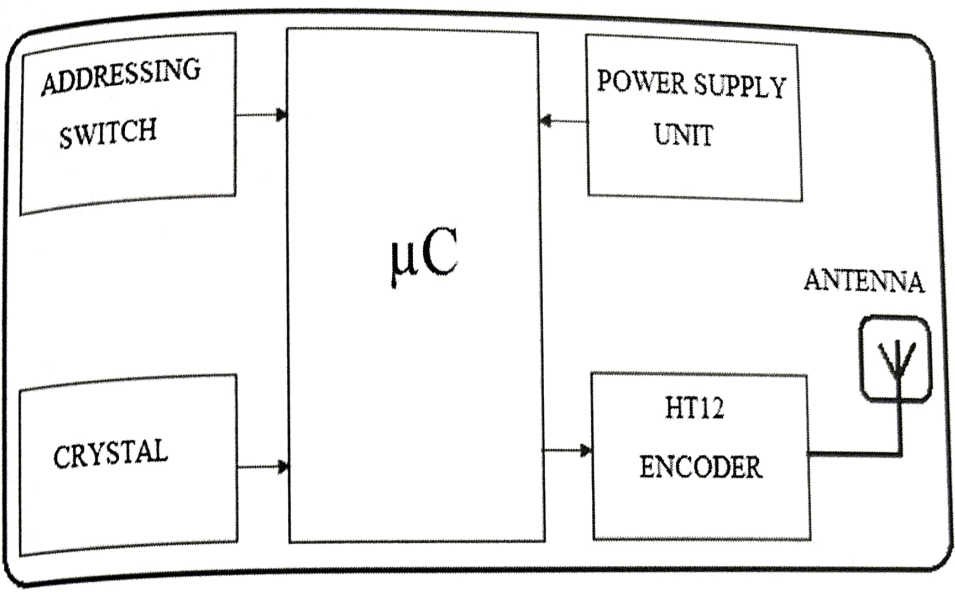 ADDRESSING
SWITCH
µC
POWER SUPPLY
UNIT
ANTENNA
CRYSTAL
HT12
ENCODER